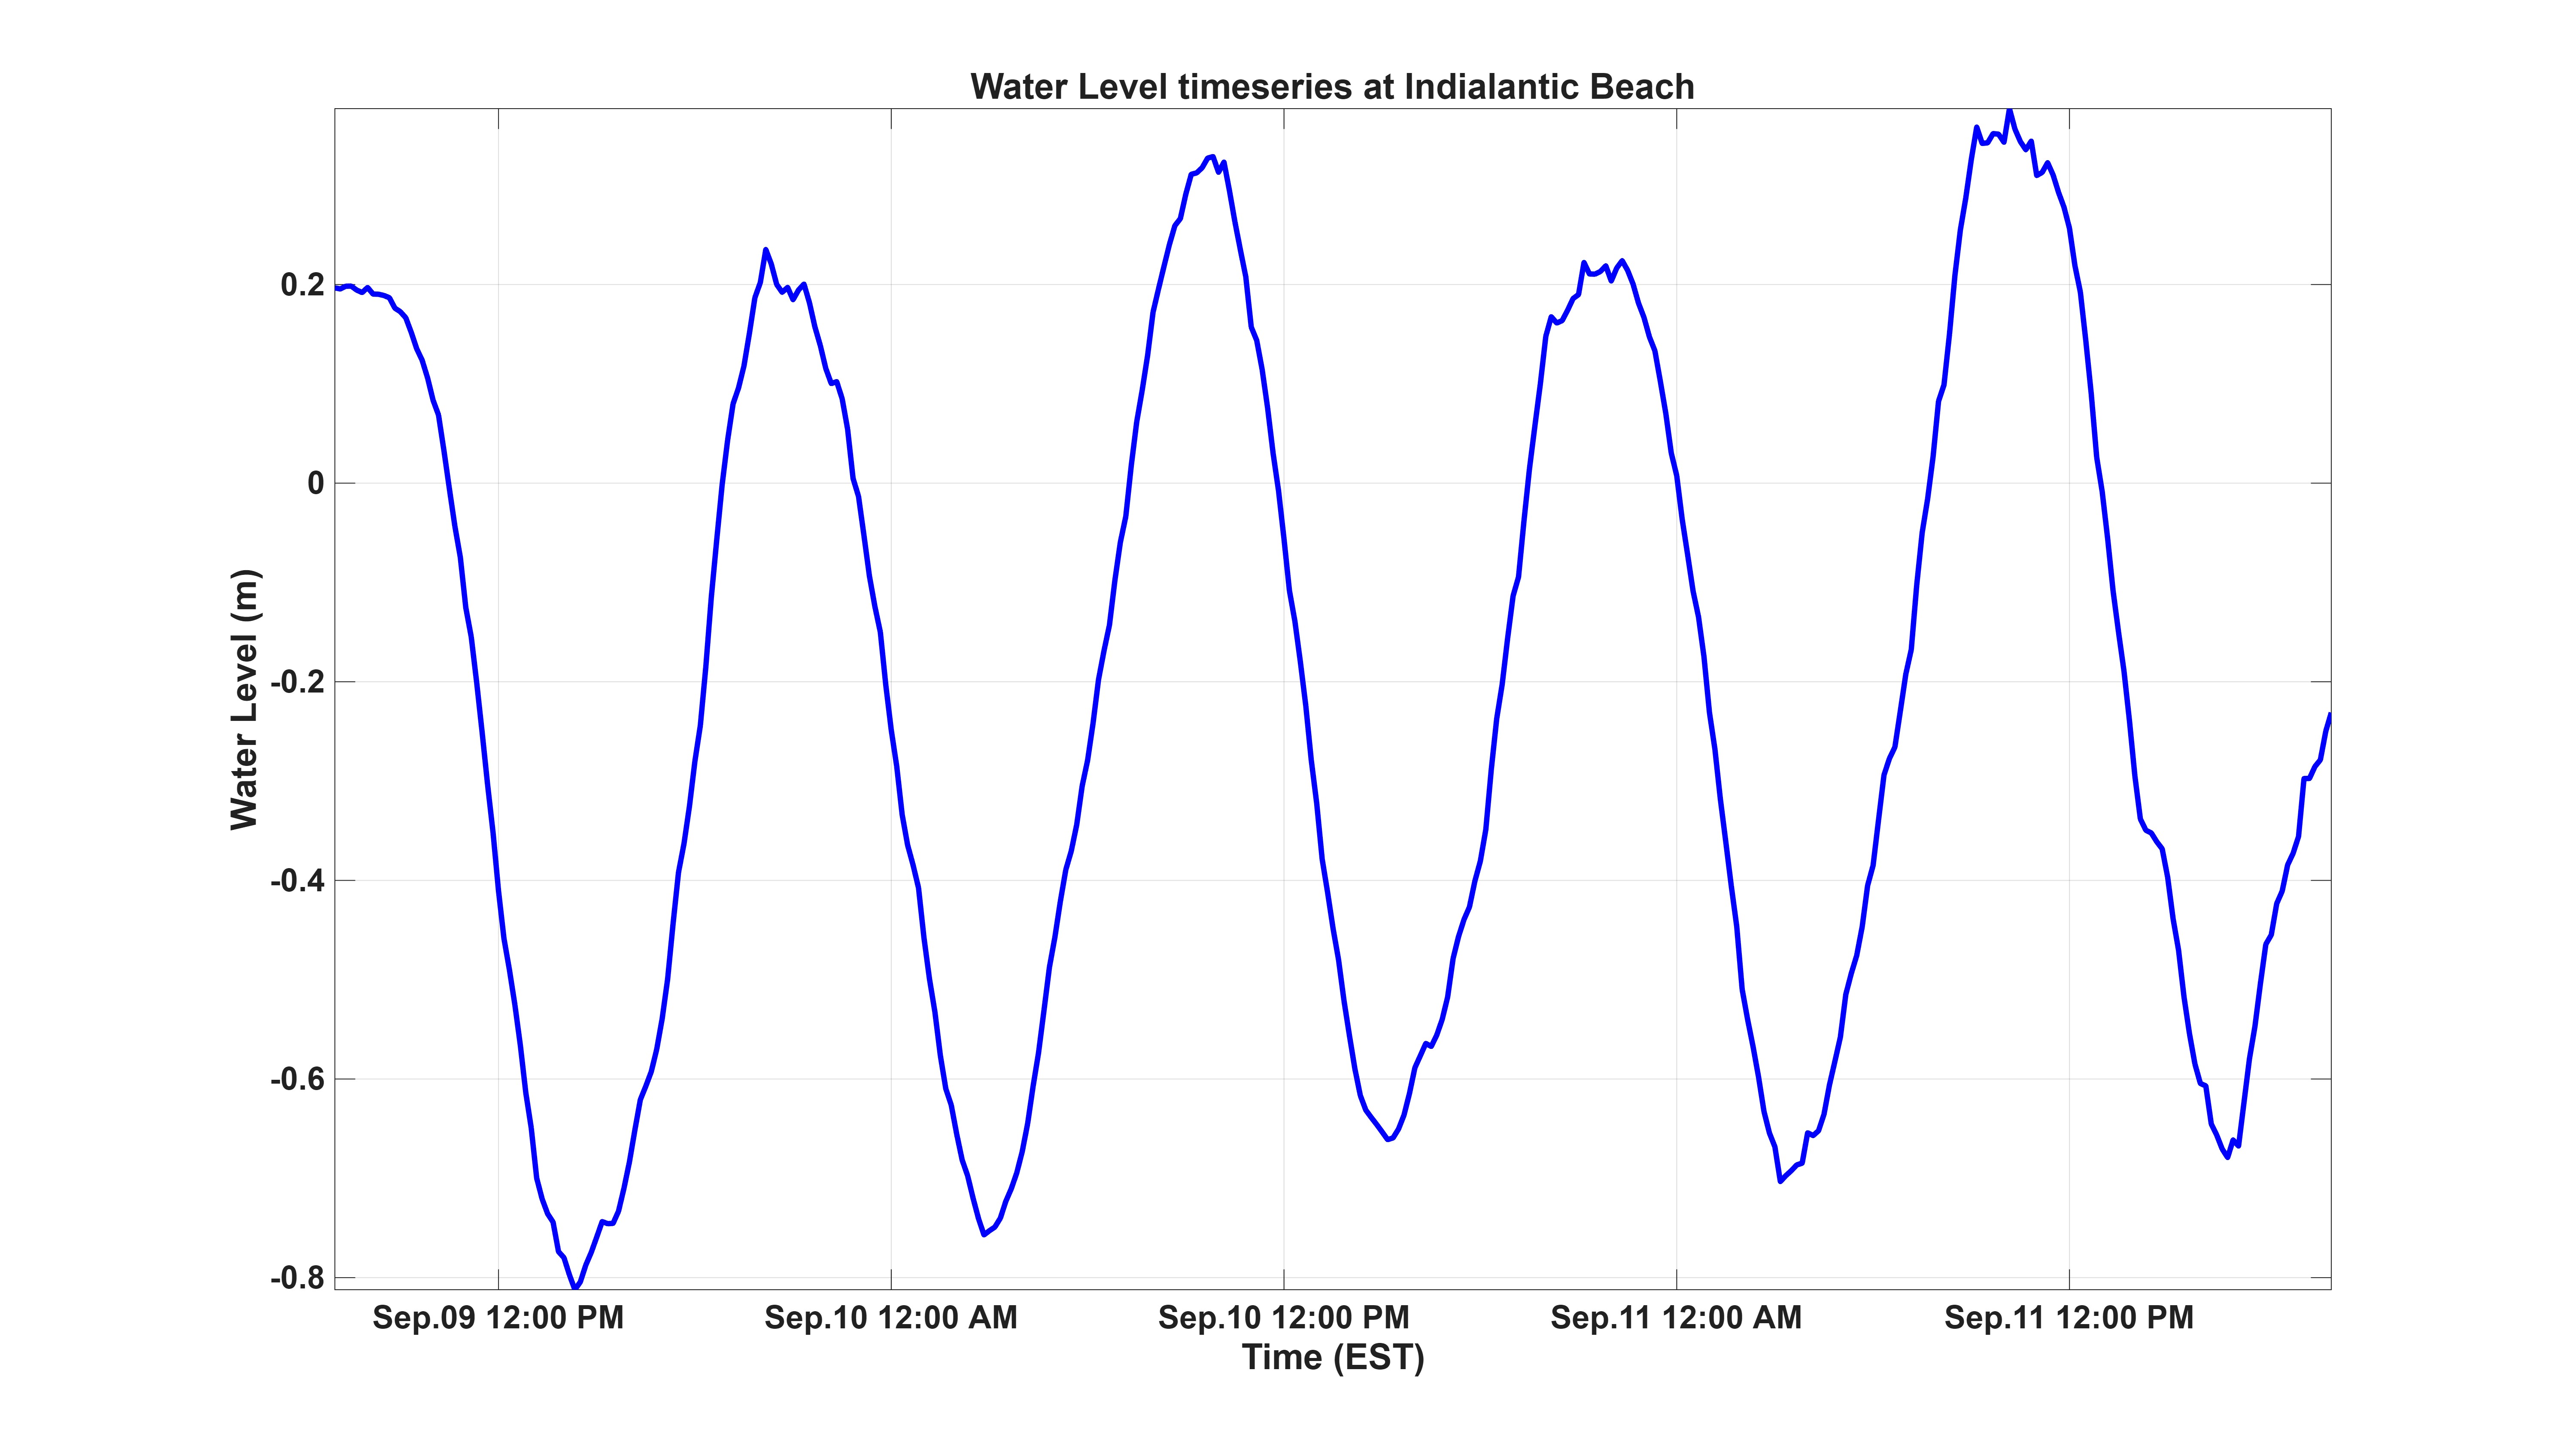 Water Level timeseries at Indialantic Beach
Water Level (m)
0.2
0
-0.2
-0.4
-0.6
-0.8
Sep.09 12:00 PM
Sep.10 12:00 AM
Sep.10 12:00 PM
Sep.11 12:00 AM
Sep.11 12:00 PM
Time (EST)